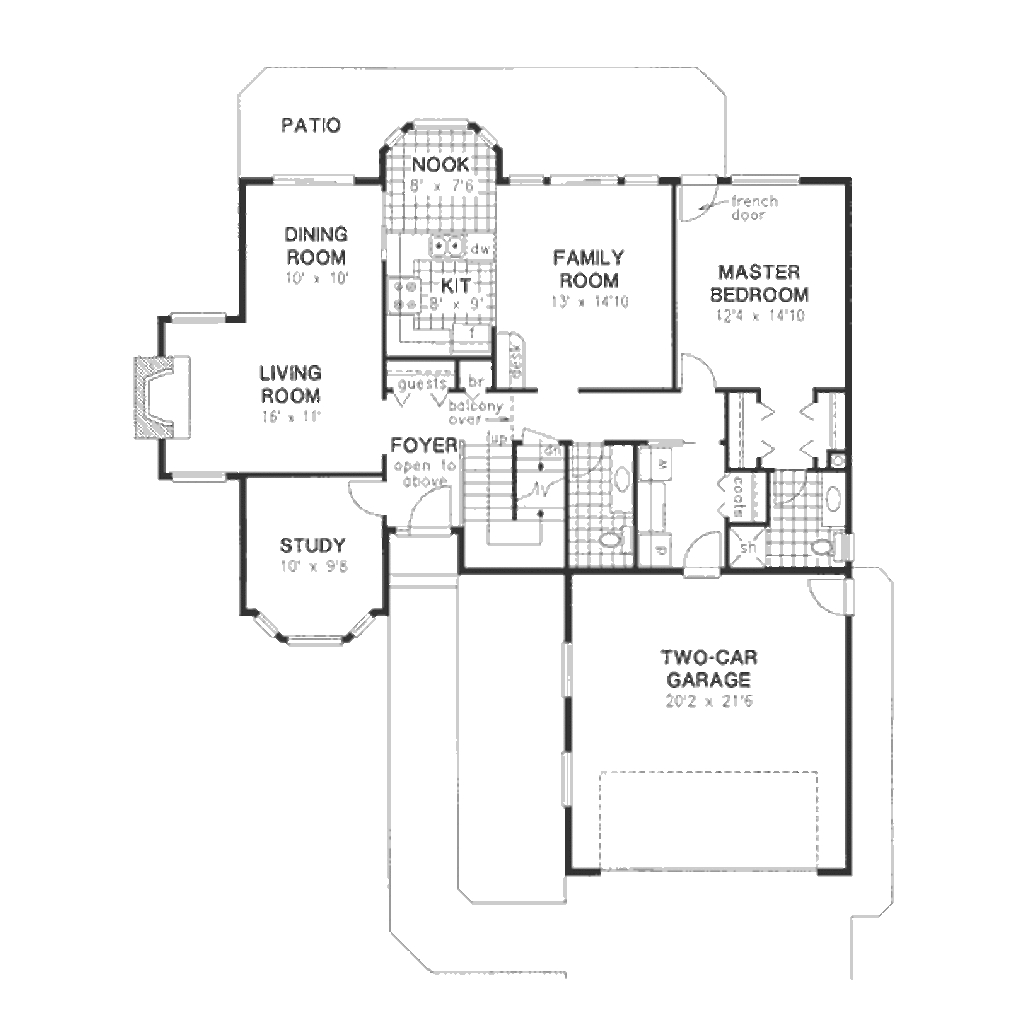 PATIO
NOOK
8' x 7'6
french
door
DINING
ROOM
10' x 10'
dw
FAMILY
ROOM
13' x 14'10
MASTER
BEDROOM
12'4 x 14'10
KIT
8' x 9'
f
desk
LIVING
ROOM
16' x 11'
guests
br
balcony
over
FOYER
open to
above
up
dn
w
coats
STUDY
10' x 9'8
d
sh
TWO-CAR
GARAGE
20'2 x 21'6